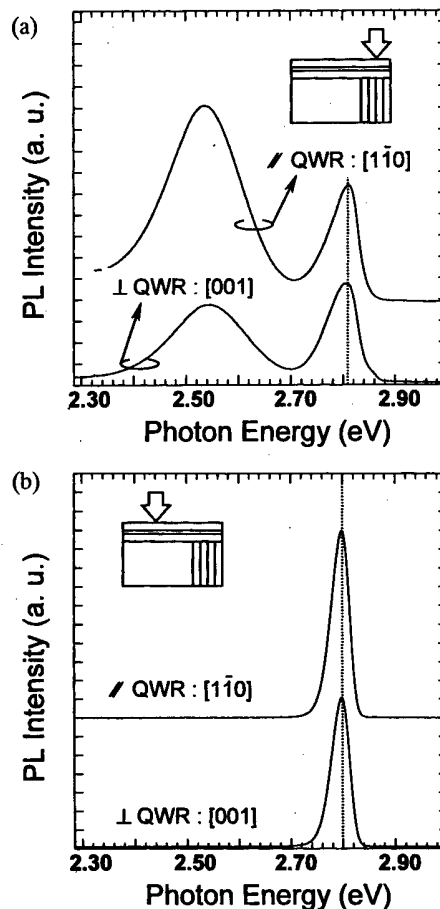 (a)
// QWR : [11̄0]
⊥ QWR : [001]
PL Intensity (a. u.)
2.30 2.50 2.70 2.90
Photon Energy (eV)
(b)
// QWR : [11̄0]
⊥ QWR : [001]
PL Intensity (a. u.)
2.30 2.50 2.70 2.90
Photon Energy (eV)